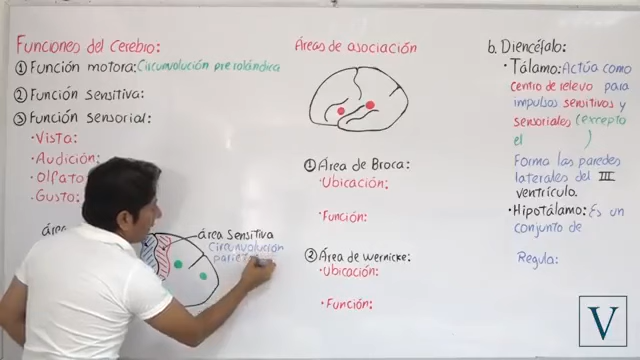 Funciones del Cerebro:
① Función motora: Circunvolución prerolándica
② Función Sensitiva:
③ Función Sensorial:
• Vista:
• Audición:
• Olfato
• Gusto:
área
área Sensitiva
Circunvolución
Áreas de asociación
① Área de Broca:
• Ubicación:
• Función:
② Área de wernicke:
• Ubicación:
• Función:
b. Diencéfalo:
• Tálamo: Actúa como
centro de relevo para
impulsos sensitivos y
sensoriales (excepto
el )
Forma las paredes
laterales del III
ventrículo.
• Hipotálamo: Es un
conjunto de
Regula:
V